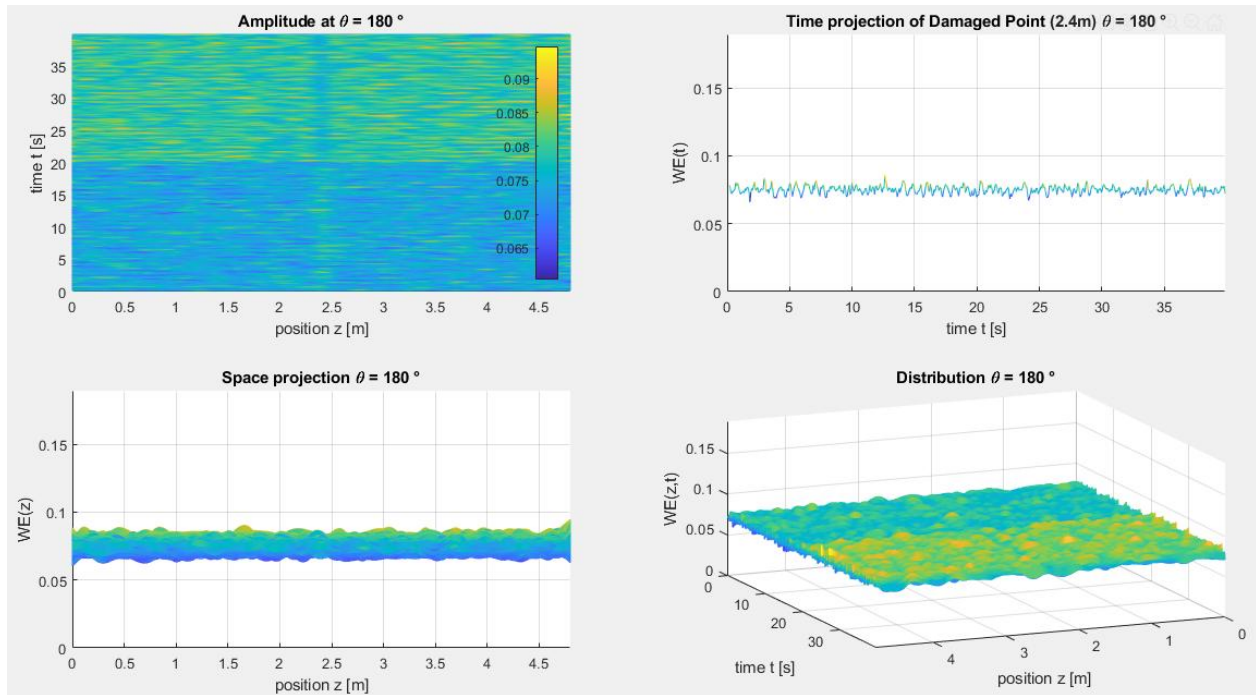 Amplitude at θ = 180 °
35
30
25
20
15
10
5
0
time t [s]
0 0.5 1 1.5 2 2.5 3 3.5 4 4.5
position z [m]
0.09
0.085
0.08
0.075
0.07
0.065
Time projection of Damaged Point (2.4m) θ = 180 °
0.15
0.1
0.05
0
WE(t)
0 5 10 15 20 25 30 35
time t [s]
Space projection θ = 180 °
0.15
0.1
0.05
0
WE(z)
0 0.5 1 1.5 2 2.5 3 3.5 4 4.5
position z [m]
Distribution θ = 180 °
0.15
0.1
0.05
0
WE(z,t)
0
10
20
30
time t [s]
4 3 2 1 0
position z [m]